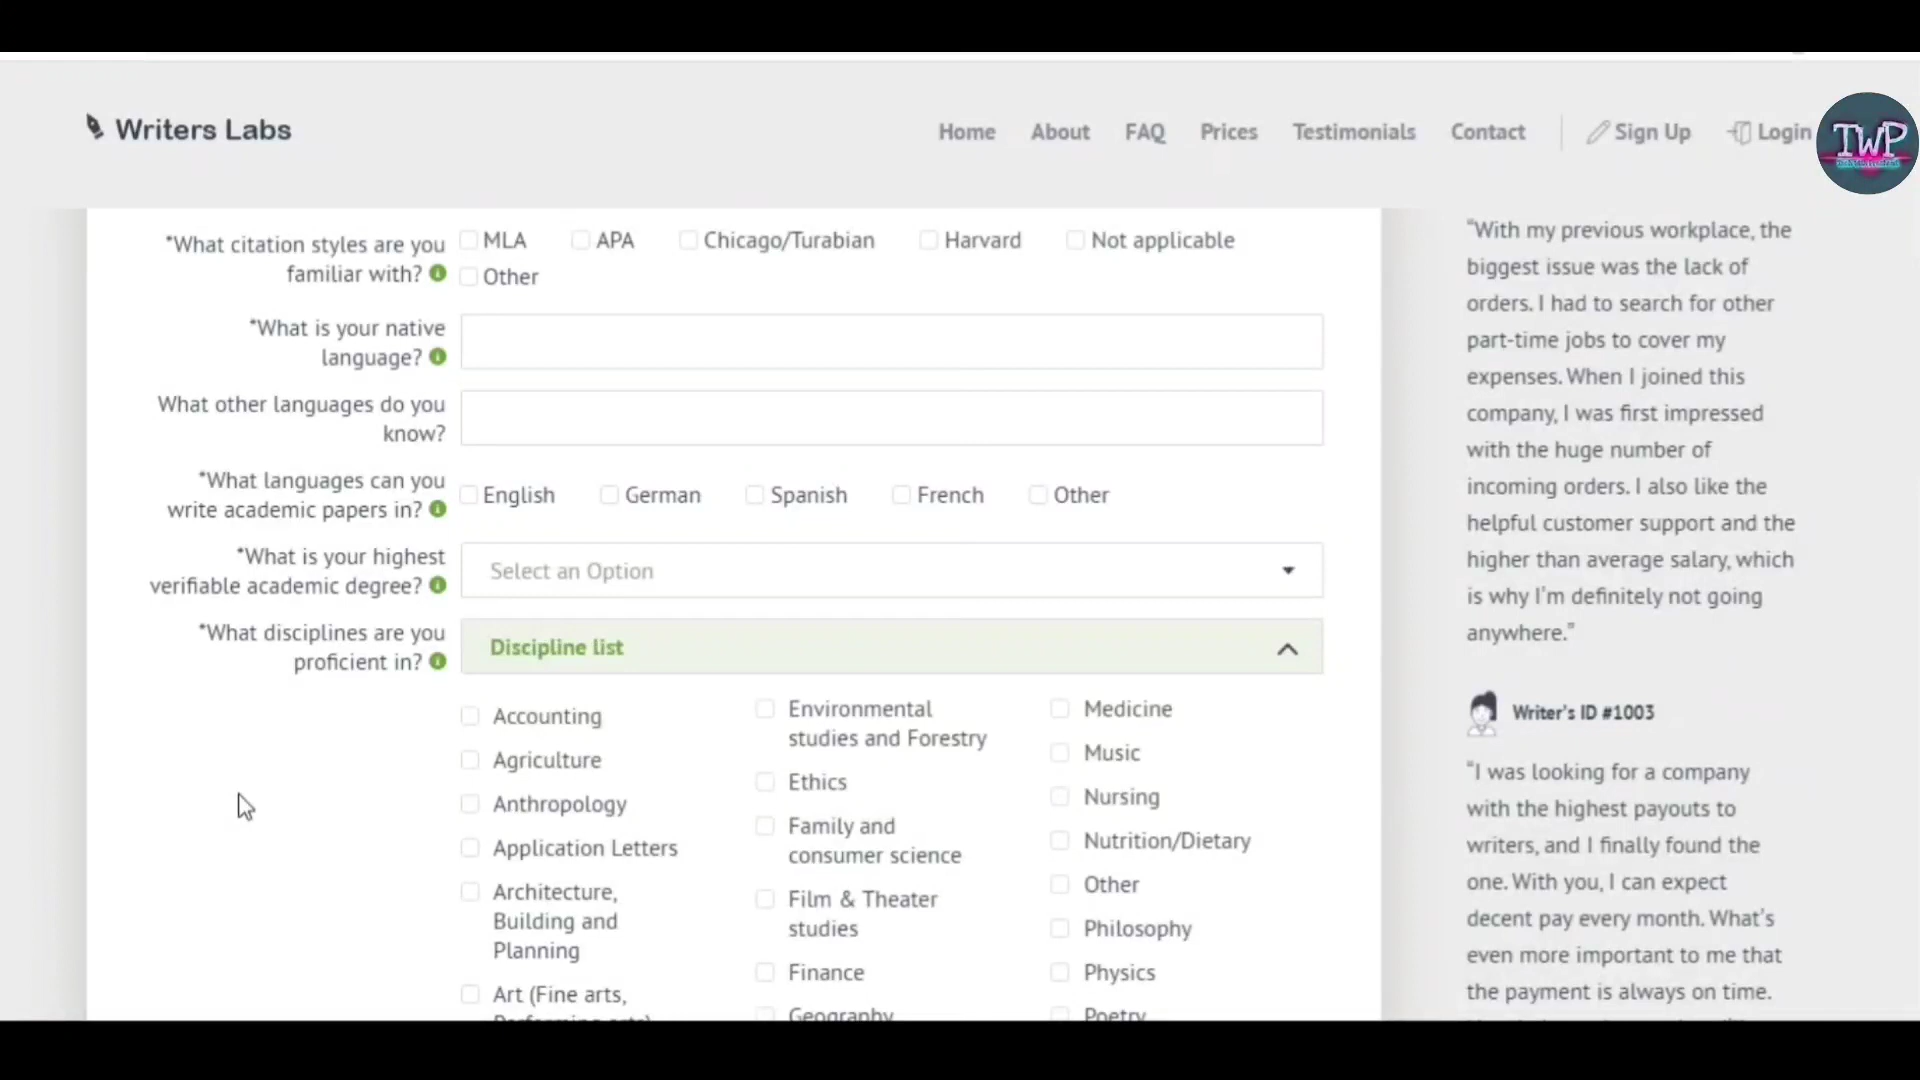 Writers Labs
Home About FAQ Prices Testimonials Contact Sign Up Login
TWP
*What citation styles are you
familiar with?
MLA APA Chicago/Turabian Harvard Not applicable
Other
*What is your native
language?
What other languages do you
know?
*What languages can you
write academic papers in?
English German Spanish French Other
*What is your highest
verifiable academic degree?
Select an Option
*What disciplines are you
proficient in?
Discipline list
Accounting
Agriculture
Anthropology
Application Letters
Architecture,
Building and
Planning
Art (Fine arts,
Performing arts)
Environmental
studies and Forestry
Ethics
Family and
consumer science
Film & Theater
studies
Finance
Geography
Medicine
Music
Nursing
Nutrition/Dietary
Other
Philosophy
Physics
Poetry
“With my previous workplace, the
biggest issue was the lack of
orders. I had to search for other
part-time jobs to cover my
expenses. When I joined this
company, I was first impressed
with the huge number of
incoming orders. I also like the
helpful customer support and the
higher than average salary, which
is why I’m definitely not going
anywhere.”
Writer’s ID #1003
“I was looking for a company
with the highest payouts to
writers, and I finally found the
one. With you, I can expect
decent pay every month. What’s
even more important to me that
the payment is always on time.